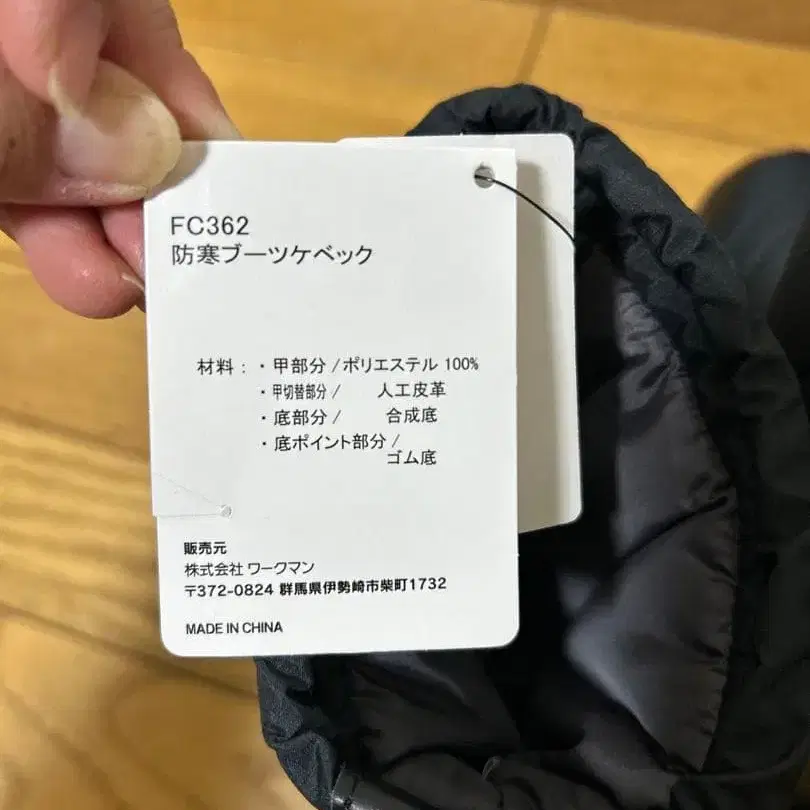 FC362
防寒ブーツケベック
材料：・甲部分／ポリエステル 100%
・甲切替部分／ 人工皮革
・底部分／ 合成底
・底ポイント部分／
ゴム底
販売元
株式会社 ワークマン
〒372-0824 群馬県伊勢崎市柴町1732
MADE IN CHINA